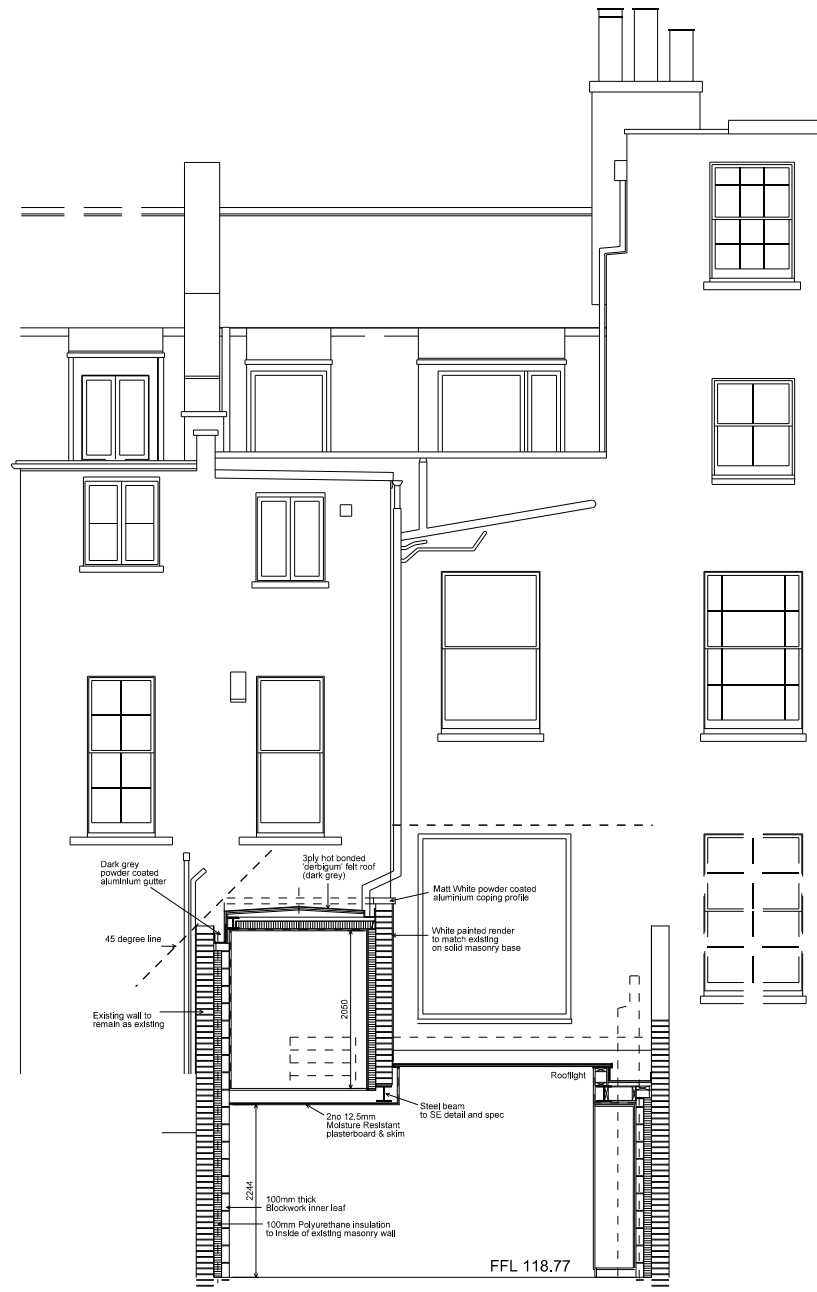 Dark grey
powder coated
aluminium gutter
3ply hot bonded
'derbigum' felt roof
(dark grey)
Matt White powder coated
aluminium coping profile
45 degree line
White painted render
to match existing
on solid masonry base
Existing wall to
remain as existing
2050
Rooflight
Steel beam
to SE detail and spec
2no 12.5mm
Moisture Resistant
plasterboard & skim
2244
100mm thick
Blockwork inner leaf
100mm Polyurethane insulation
to inside of existing masonry wall
FFL 118.77